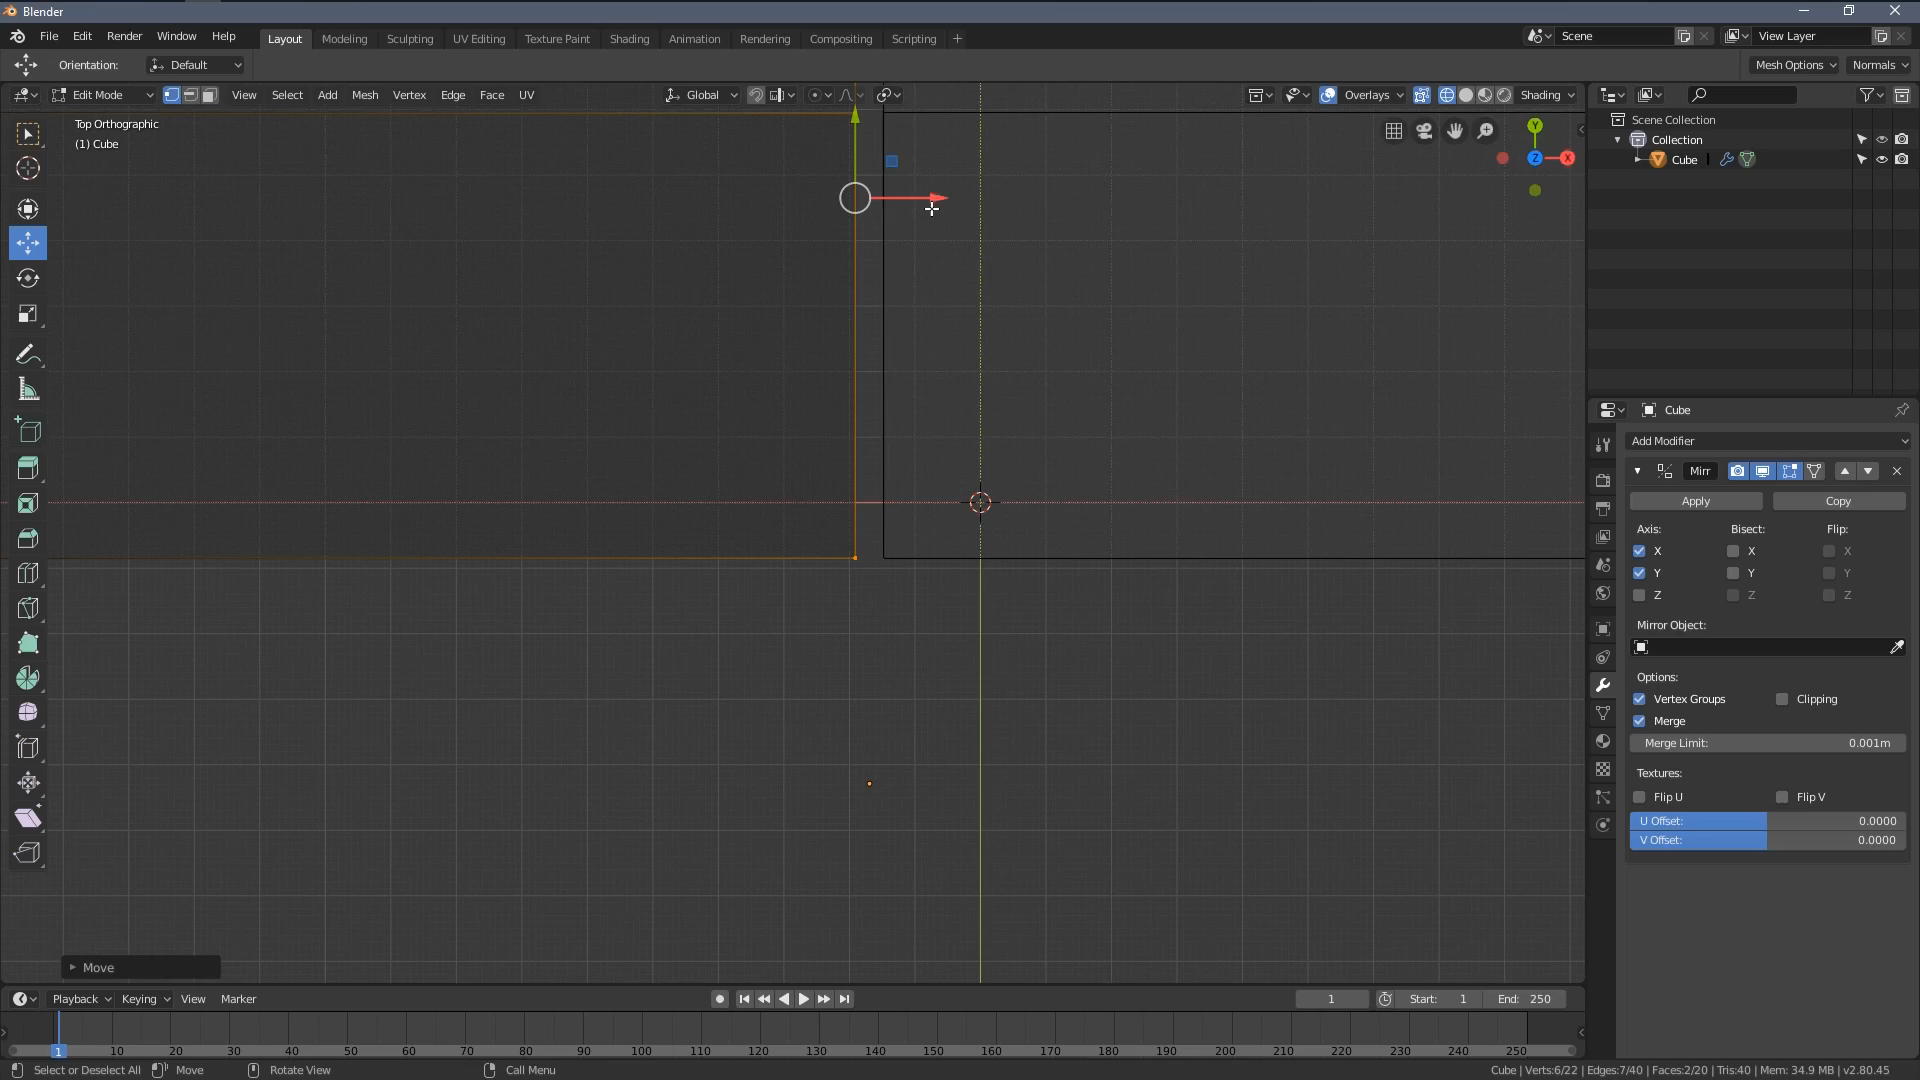 Blender
File Edit Render Window Help Layout Modeling Sculpting UV Editing Texture Paint Shading Animation Rendering Compositing Scripting + Scene View Layer
Orientation: Default Mesh Options Normals
Edit Mode View Select Add Mesh Vertex Edge Face UV Global Overlays Shading
Top Orthographic
(1) Cube
Y
Z
X
Scene Collection
Collection
Cube
Cube
Add Modifier
Mirr
Apply Copy
Axis: Bisect: Flip:
X X X
Y Y Y
Z Z Z
Mirror Object:
Options:
Vertex Groups Clipping
Merge
Merge Limit: 0.001m
Textures:
Flip U Flip V
U Offset: 0.0000
V Offset: 0.0000
Move
Playback Keying View Marker 1 Start: 1 End: 250
1 10 20 30 40 50 60 70 80 90 100 110 120 130 140 150 160 170 180 190 200 210 220 230 240 250
Select or Deselect All Move Rotate View Call Menu Cube | Verts:6/22 | Edges:7/40 | Faces:2/20 | Tris:40 | Mem: 34.9 MB | v2.80.45